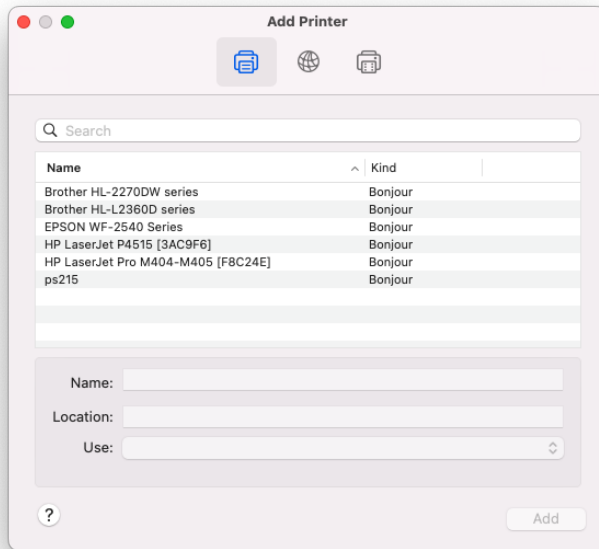 Add Printer
Search
Name Kind
Brother HL-2270DW series Bonjour
Brother HL-L2360D series Bonjour
EPSON WF-2540 Series Bonjour
HP LaserJet P4515 [3AC9F6] Bonjour
HP LaserJet Pro M404-M405 [F8C24E] Bonjour
ps215 Bonjour
Name:
Location:
Use:
? Add